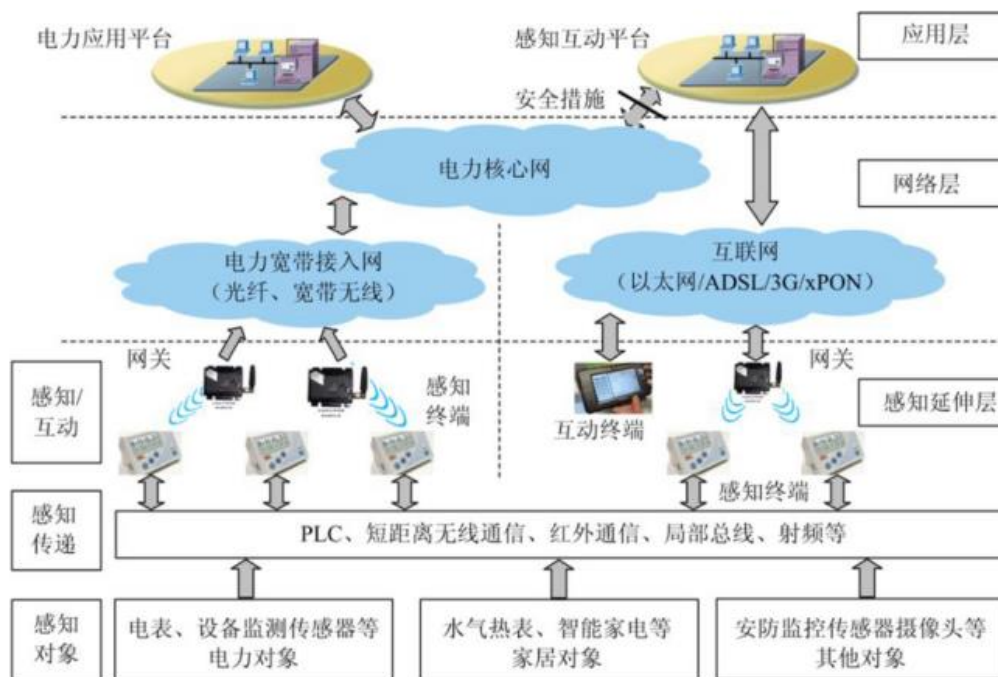 电力应用平台
感知互动平台
应用层
安全措施
电力核心网
网络层
电力宽带接入网
（光纤、宽带无线）
互联网
（以太网/ADSL/3G/xPON）
网关
网关
感知/
互动
感知
终端
互动终端
感知延伸层
感知终端
感知
传递
PLC、短距离无线通信、红外通信、局部总线、射频等
感知
对象
电表、设备监测传感器等
电力对象
水气热表、智能家电等
家居对象
安防监控传感器摄像头等
其他对象